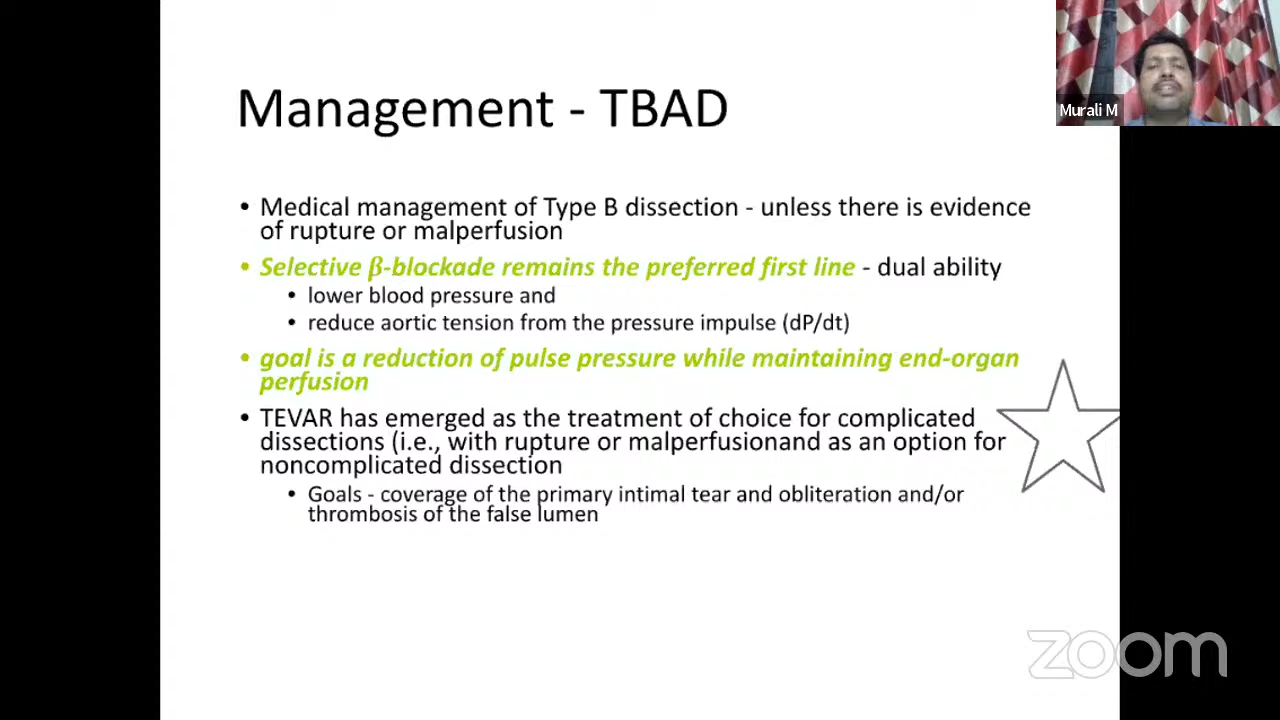 Murali M
Management - TBAD
• Medical management of Type B dissection - unless there is evidence
of rupture or malperfusion
• Selective β-blockade remains the preferred first line - dual ability
• lower blood pressure and
• reduce aortic tension from the pressure impulse (dP/dt)
• goal is a reduction of pulse pressure while maintaining end-organ
perfusion
• TEVAR has emerged as the treatment of choice for complicated
dissections (i.e., with rupture or malperfusionand as an option for
noncomplicated dissection
• Goals - coverage of the primary intimal tear and obliteration and/or
thrombosis of the false lumen
zoom